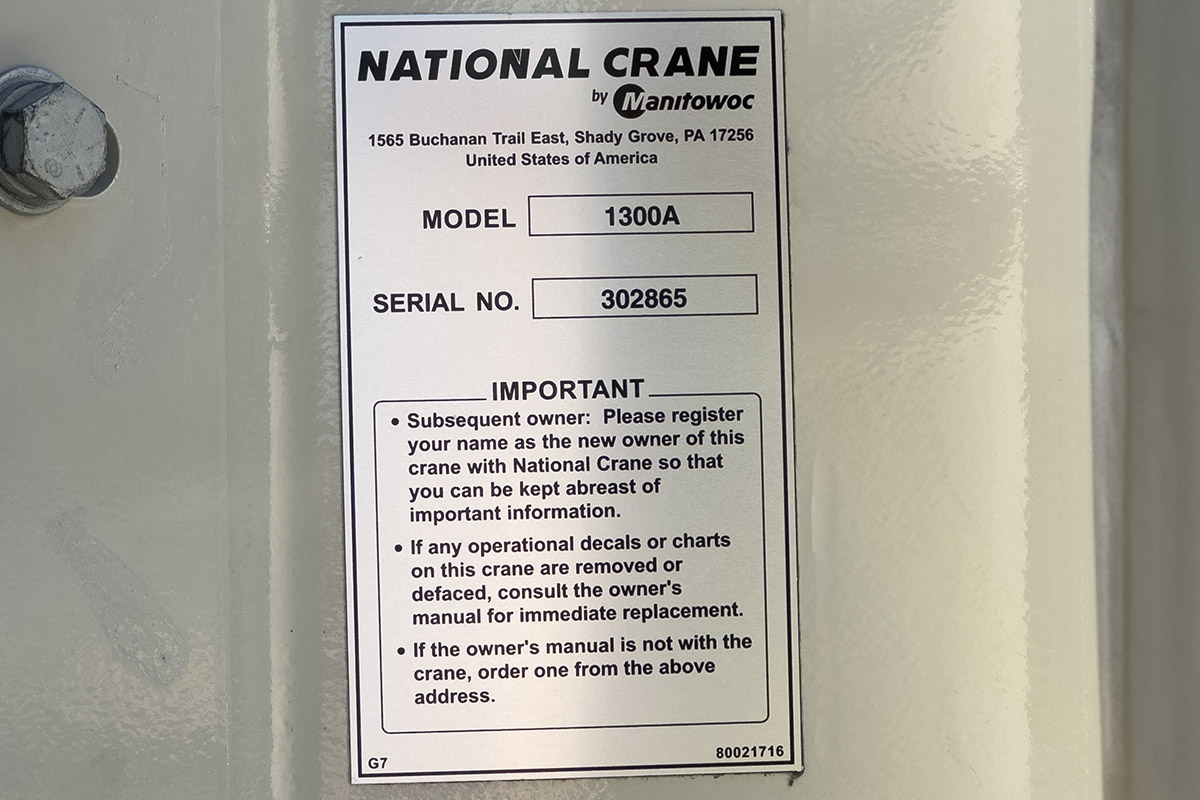 NATIONAL CRANE
by Manitowoc
1565 Buchanan Trail East, Shady Grove, PA 17256
United States of America
MODEL 1300A
SERIAL NO. 302865
IMPORTANT
• Subsequent owner: Please register
your name as the new owner of this
crane with National Crane so that
you can be kept abreast of
important information.
• If any operational decals or charts
on this crane are removed or
defaced, consult the owner's
manual for immediate replacement.
• If the owner's manual is not with the
crane, order one from the above
address.
G7 80021716